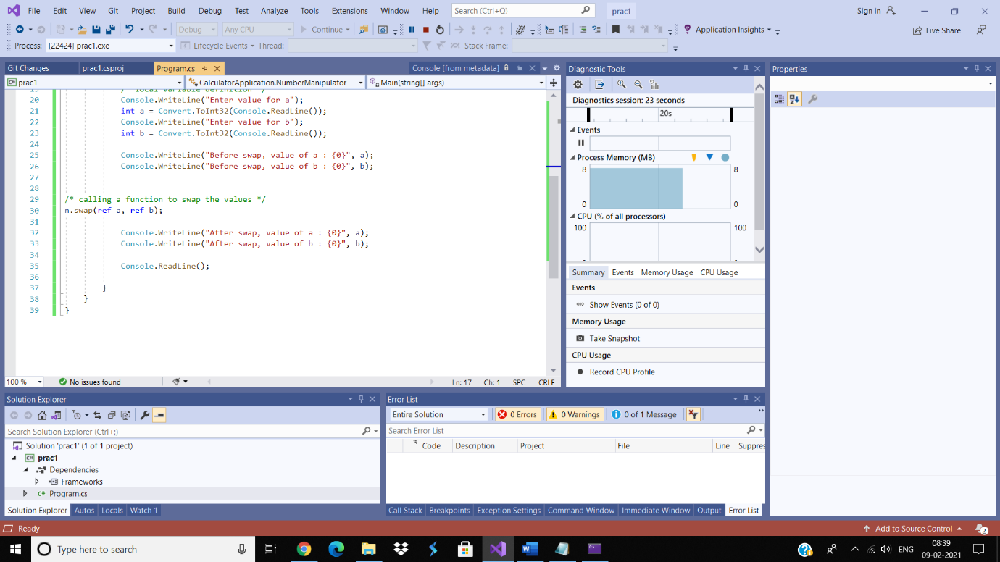 File Edit View Git Project Build Debug Test Analyze Tools Extensions Window Help Search (Ctrl+Q) prac1 Sign in
Debug Any CPU Continue Application Insights Live Share
Process: [22424] prac1.exe Lifecycle Events Thread: Stack Frame:
Git Changes prac1.csproj Program.cs Console [from metadata]
prac1 CalculatorApplication.NumberManipulator Main(string[] args)
20 Console.WriteLine("Enter value for a");
21 int a = Convert.ToInt32(Console.ReadLine());
22 Console.WriteLine("Enter value for b");
23 int b = Convert.ToInt32(Console.ReadLine());
24
25 Console.WriteLine("Before swap, value of a : {0}", a);
26 Console.WriteLine("Before swap, value of b : {0}", b);
27
28
29 /* calling a function to swap the values */
30 n.swap(ref a, ref b);
31
32 Console.WriteLine("After swap, value of a : {0}", a);
33 Console.WriteLine("After swap, value of b : {0}", b);
34
35 Console.ReadLine();
36
37 }
38 }
39 }
100 % No issues found Ln: 17 Ch: 1 SPC CRLF
Diagnostic Tools
Diagnostics session: 23 seconds
20s
Events
Process Memory (MB)
8 8
0 0
CPU (% of all processors)
100 100
Summary Events Memory Usage CPU Usage
Events
Show Events (0 of 0)
Memory Usage
Take Snapshot
CPU Usage
Record CPU Profile
Properties
Solution Explorer
Search Solution Explorer (Ctrl+;)
Solution 'prac1' (1 of 1 project)
C# prac1
Dependencies
Frameworks
C# Program.cs
Solution Explorer Autos Locals Watch 1
Error List
Entire Solution 0 Errors 0 Warnings 0 of 1 Message
Search Error List
Code Description Project File Line Suppres
Call Stack Breakpoints Exception Settings Command Window Immediate Window Output Error List
Ready Add to Source Control 2
Type here to search ENG 08:39
09-02-2021